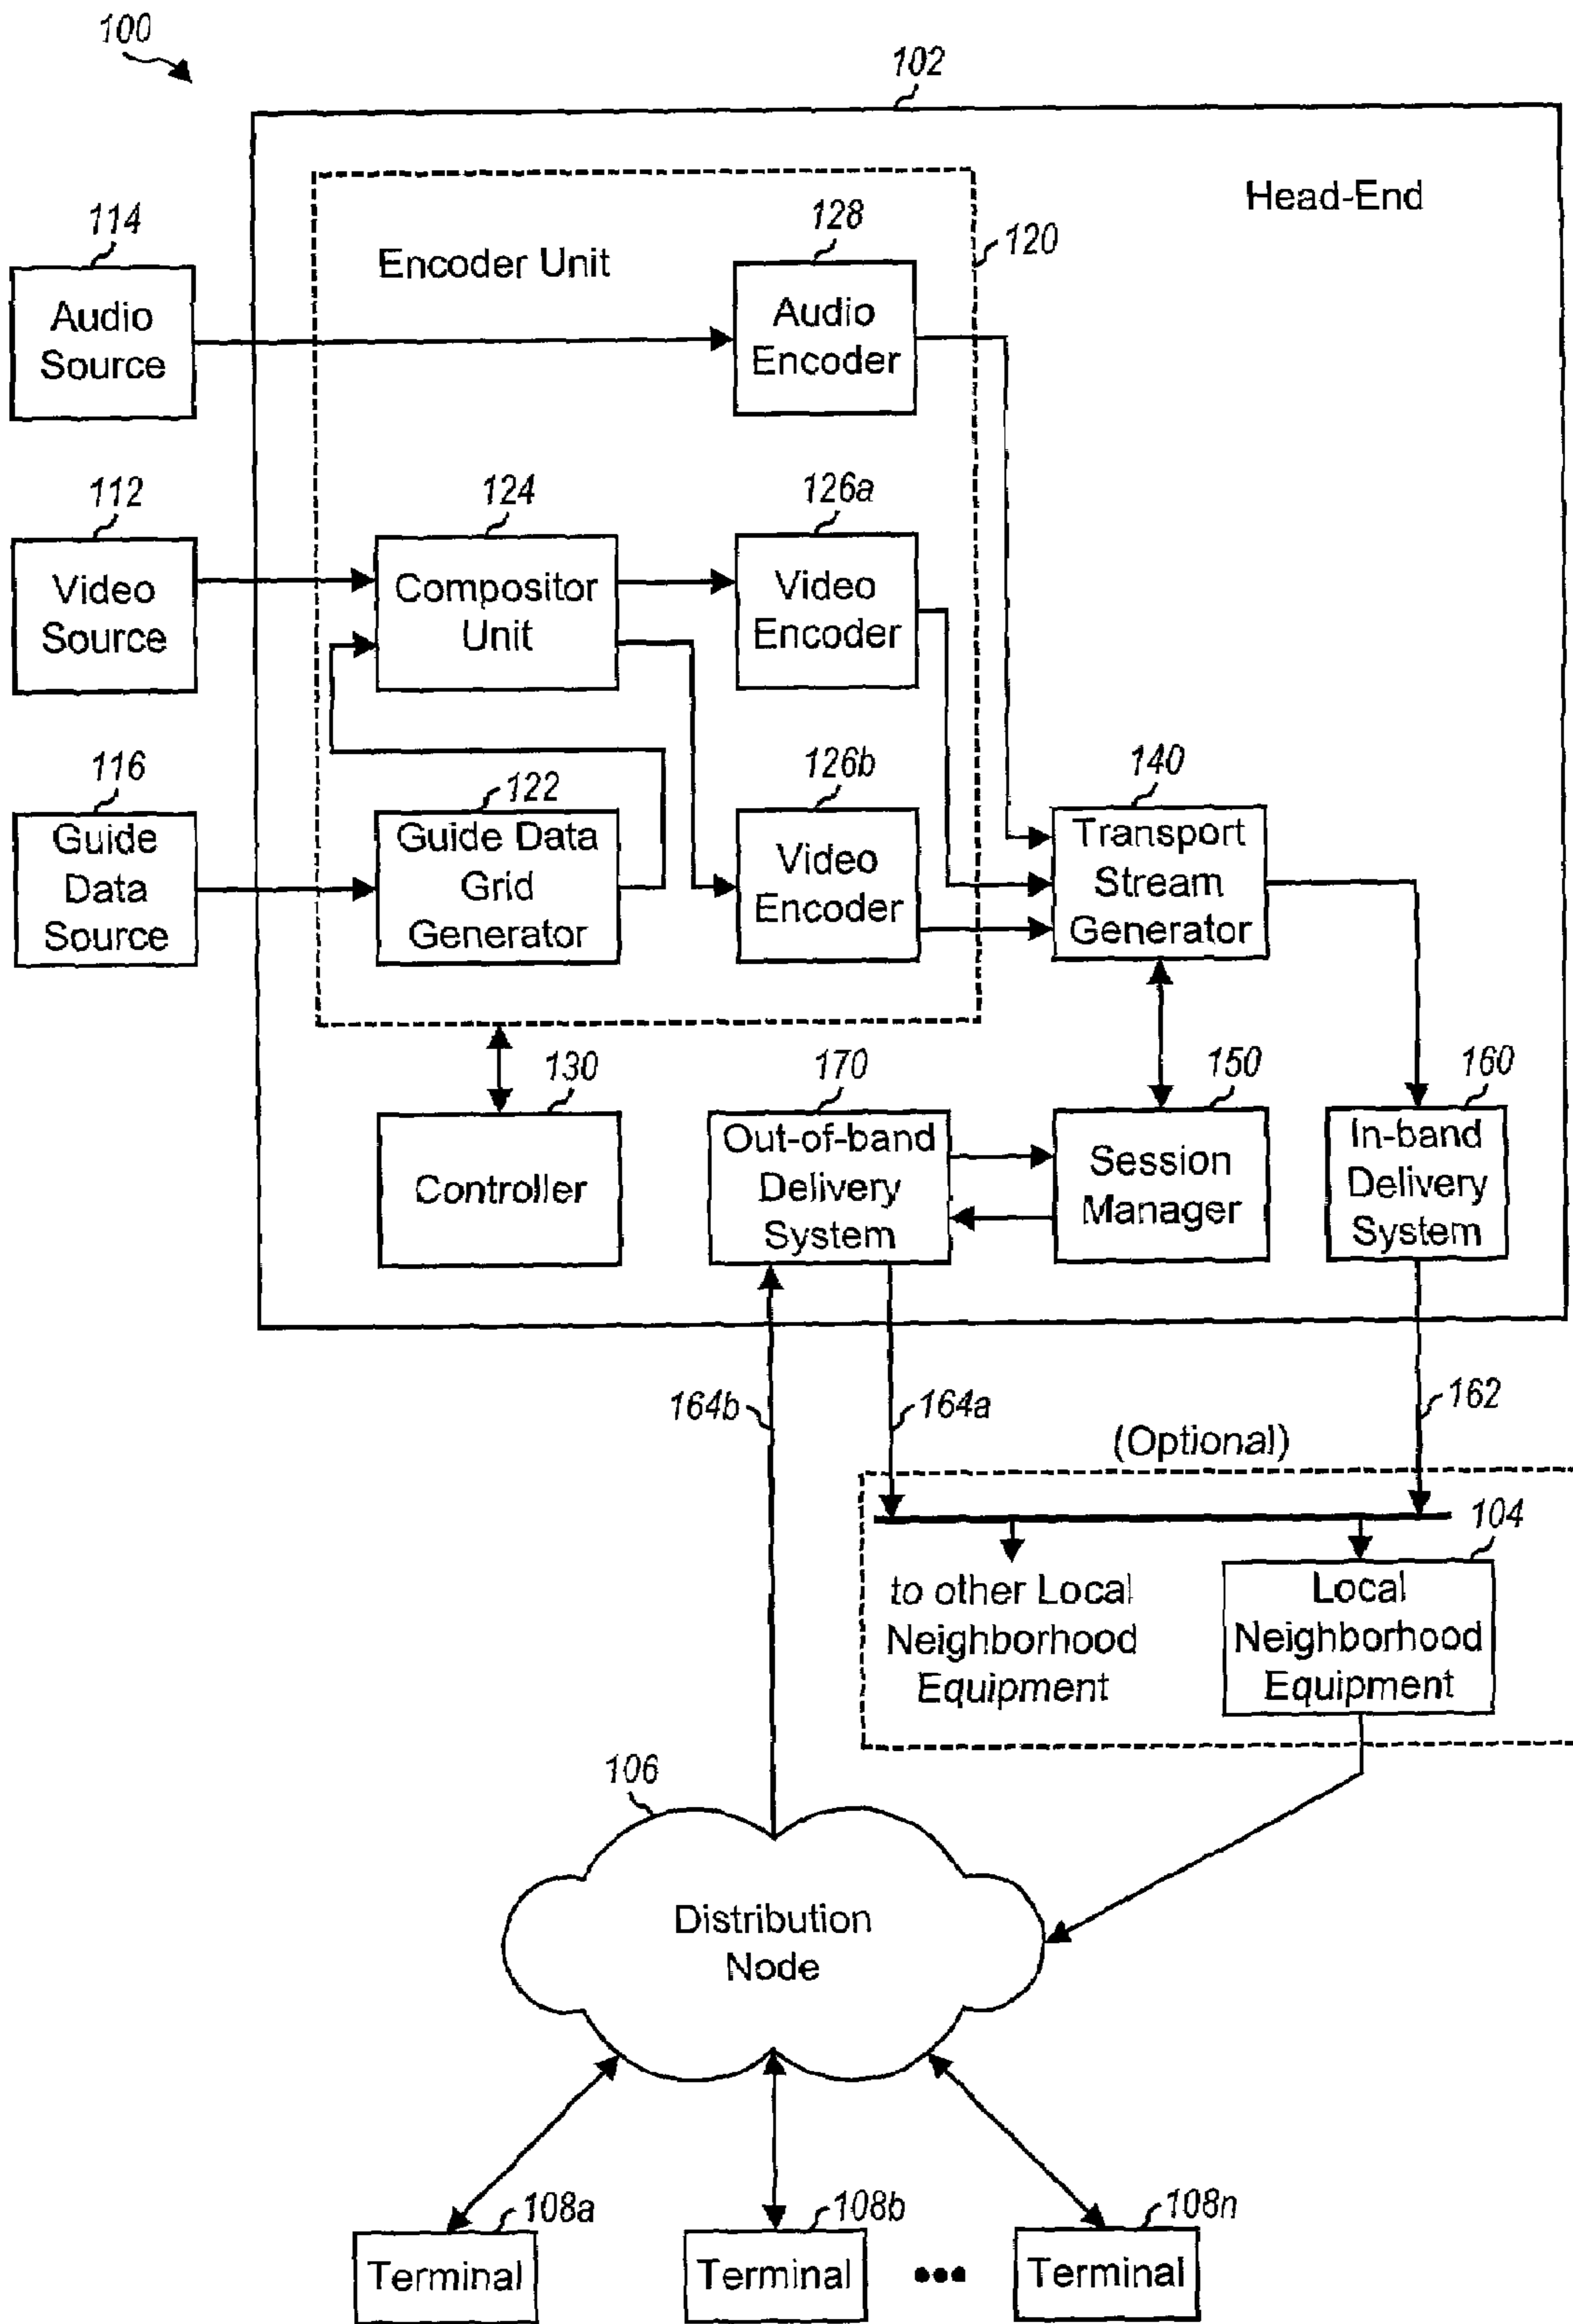 100
102
Head-End
114
Audio
Source
Encoder Unit
128
Audio
Encoder
120
112
Video
Source
124
Compositor
Unit
126a
Video
Encoder
116
Guide
Data
Source
122
Guide Data
Grid
Generator
126b
Video
Encoder
140
Transport
Stream
Generator
130
Controller
170
Out-of-band
Delivery
System
150
Session
Manager
160
In-band
Delivery
System
164b
164a
162
(Optional)
to other Local
Neighborhood
Equipment
104
Local
Neighborhood
Equipment
106
Distribution
Node
108a
Terminal
108b
Terminal
●●●
108n
Terminal